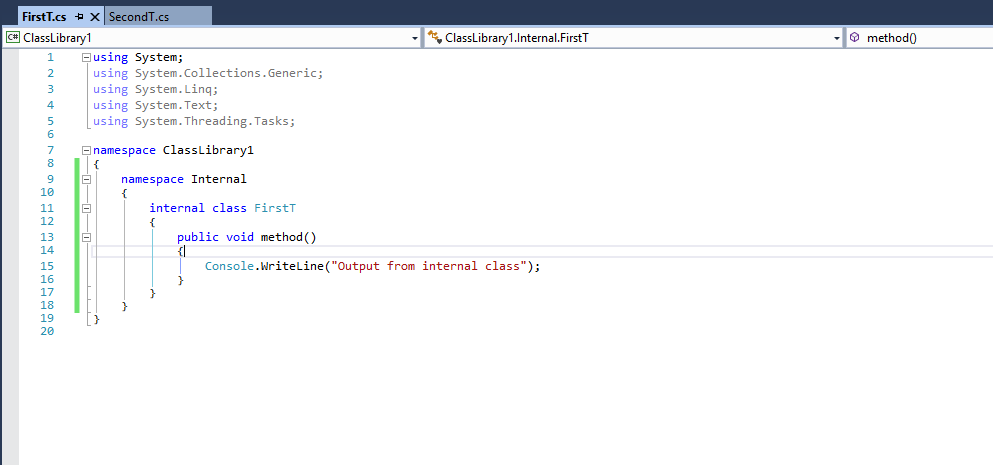 FirstT.cs SecondT.cs
C# ClassLibrary1 ClassLibrary1.Internal.FirstT method()
1 using System;
2 using System.Collections.Generic;
3 using System.Linq;
4 using System.Text;
5 using System.Threading.Tasks;
6
7 namespace ClassLibrary1
8 {
9 namespace Internal
10 {
11 internal class FirstT
12 {
13 public void method()
14 {
15 Console.WriteLine("Output from internal class");
16 }
17 }
18 }
19 }
20